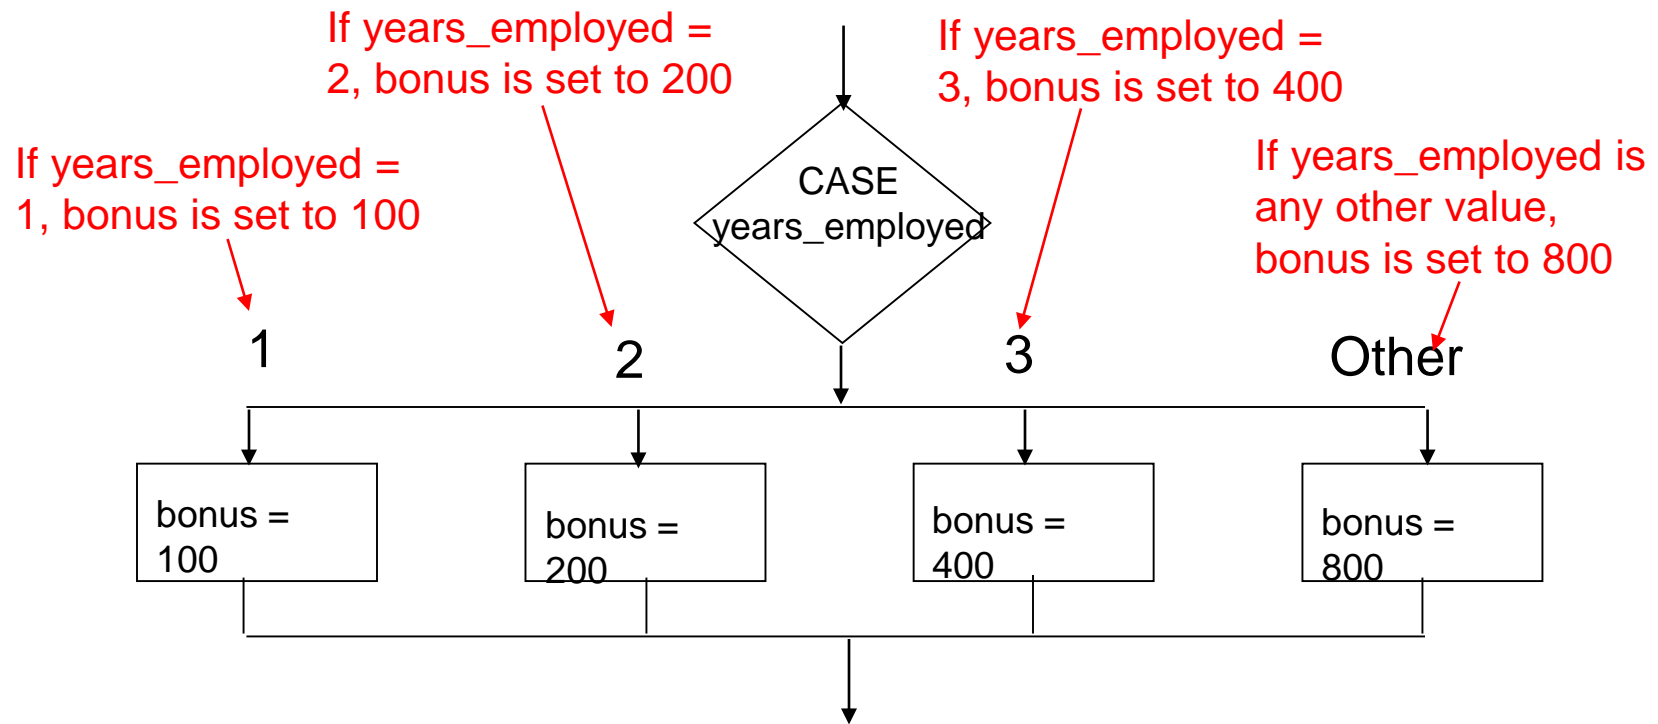 If years_employed =
2, bonus is set to 200
If years_employed =
3, bonus is set to 400
If years_employed =
1, bonus is set to 100
CASE
years_employed
If years_employed is
any other value,
bonus is set to 800
1
2
3
Other
bonus =
100
bonus =
200
bonus =
400
bonus =
800